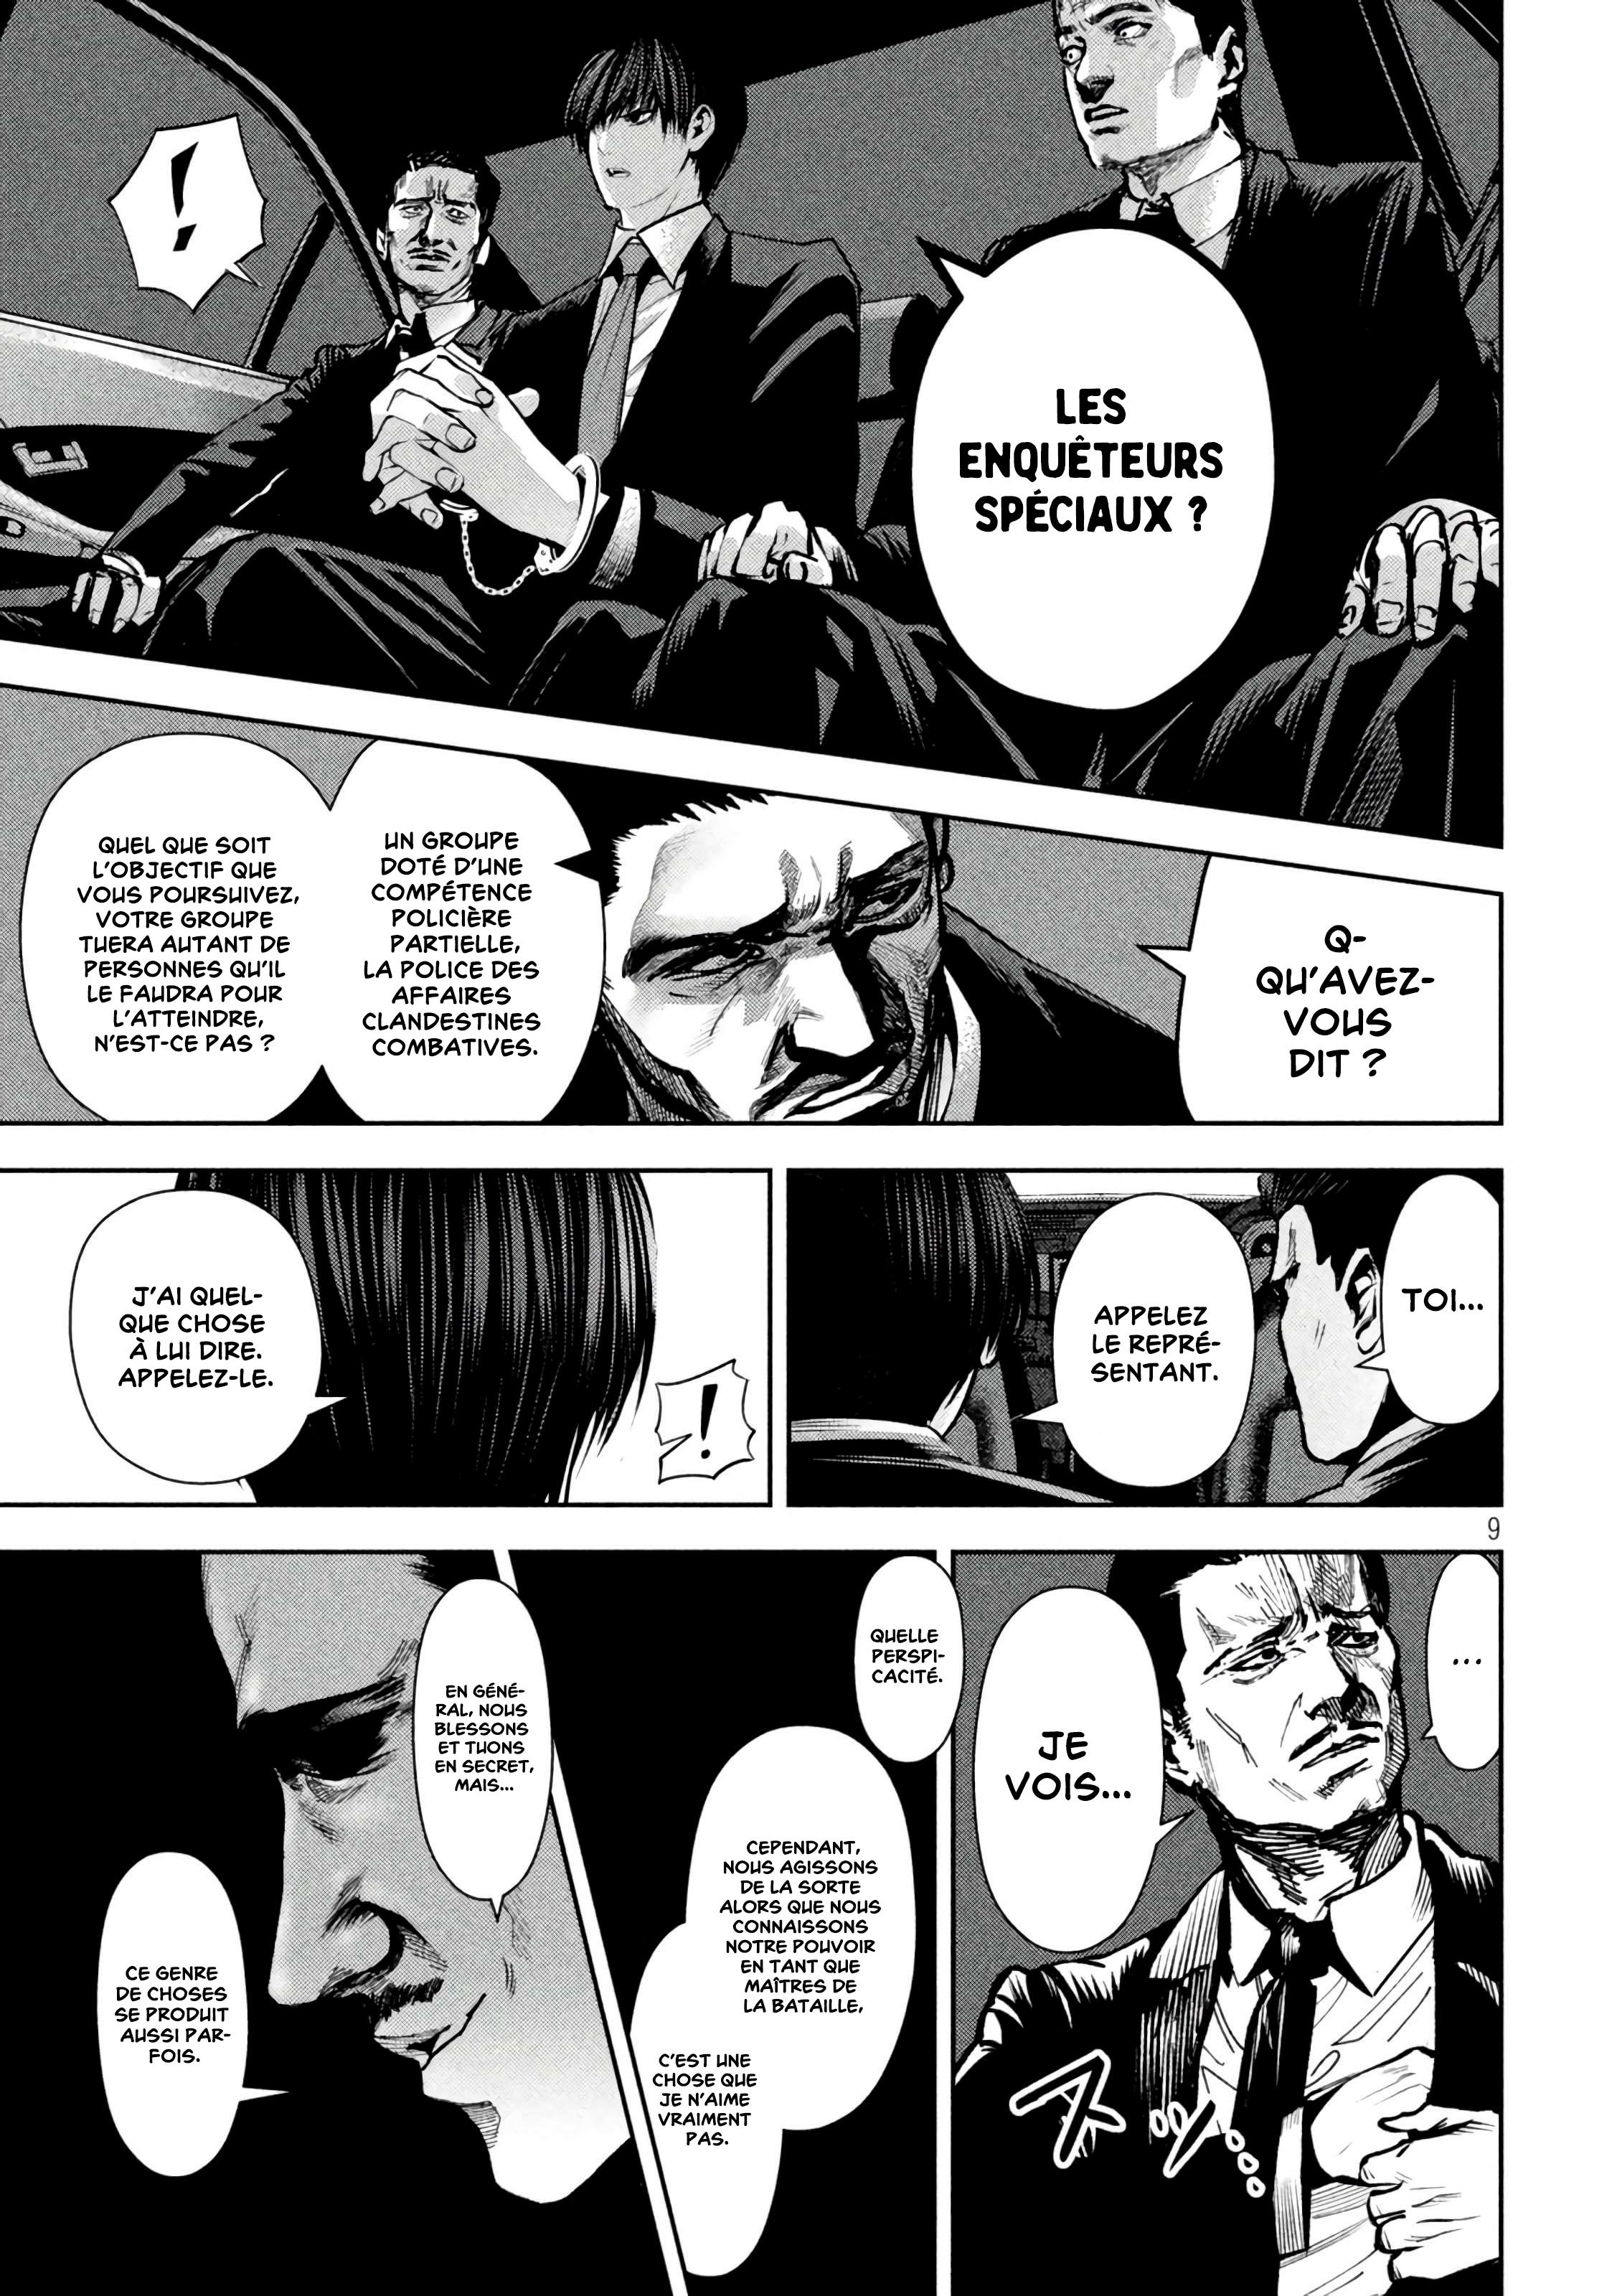 LES
ENQUÊTEURS
SPÉCIAUX ?
!
Q-
QU'AVEZ-
VOUS
DIT ?
UN GROUPE
DOTÉ D'UNE
COMPÉTENCE
POLICIÈRE
PARTIELLE,
LA POLICE DES
AFFAIRES
CLANDESTINES
COMBATIVES.
QUEL QUE SOIT
L'OBJECTIF QUE
VOUS POURSUIVEZ,
VOTRE GROUPE
TUERA AUTANT DE
PERSONNES QU'IL
LE FAUDRA POUR
L'ATTEINDRE,
N'EST-CE PAS ?
TOI...
APPELEZ
LE REPRÉ-
SENTANT.
!
J'AI QUEL-
QUE CHOSE
À LUI DIRE.
APPELEZ-LE.
9
...
JE
VOIS...
スッ...
QUELLE
PERSPI-
CACITÉ.
CEPENDANT,
NOUS AGISSONS
DE LA SORTE
ALORS QUE NOUS
CONNAISSONS
NOTRE POUVOIR
EN TANT QUE
MAÎTRES DE
LA BATAILLE,
C'EST UNE
CHOSE QUE
JE N'AIME
VRAIMENT
PAS.
EN GÉNÉ-
RAL, NOUS
BLESSONS
ET TUONS
EN SECRET,
MAIS...
CE GENRE
DE CHOSES
SE PRODUIT
AUSSI PAR-
FOIS.